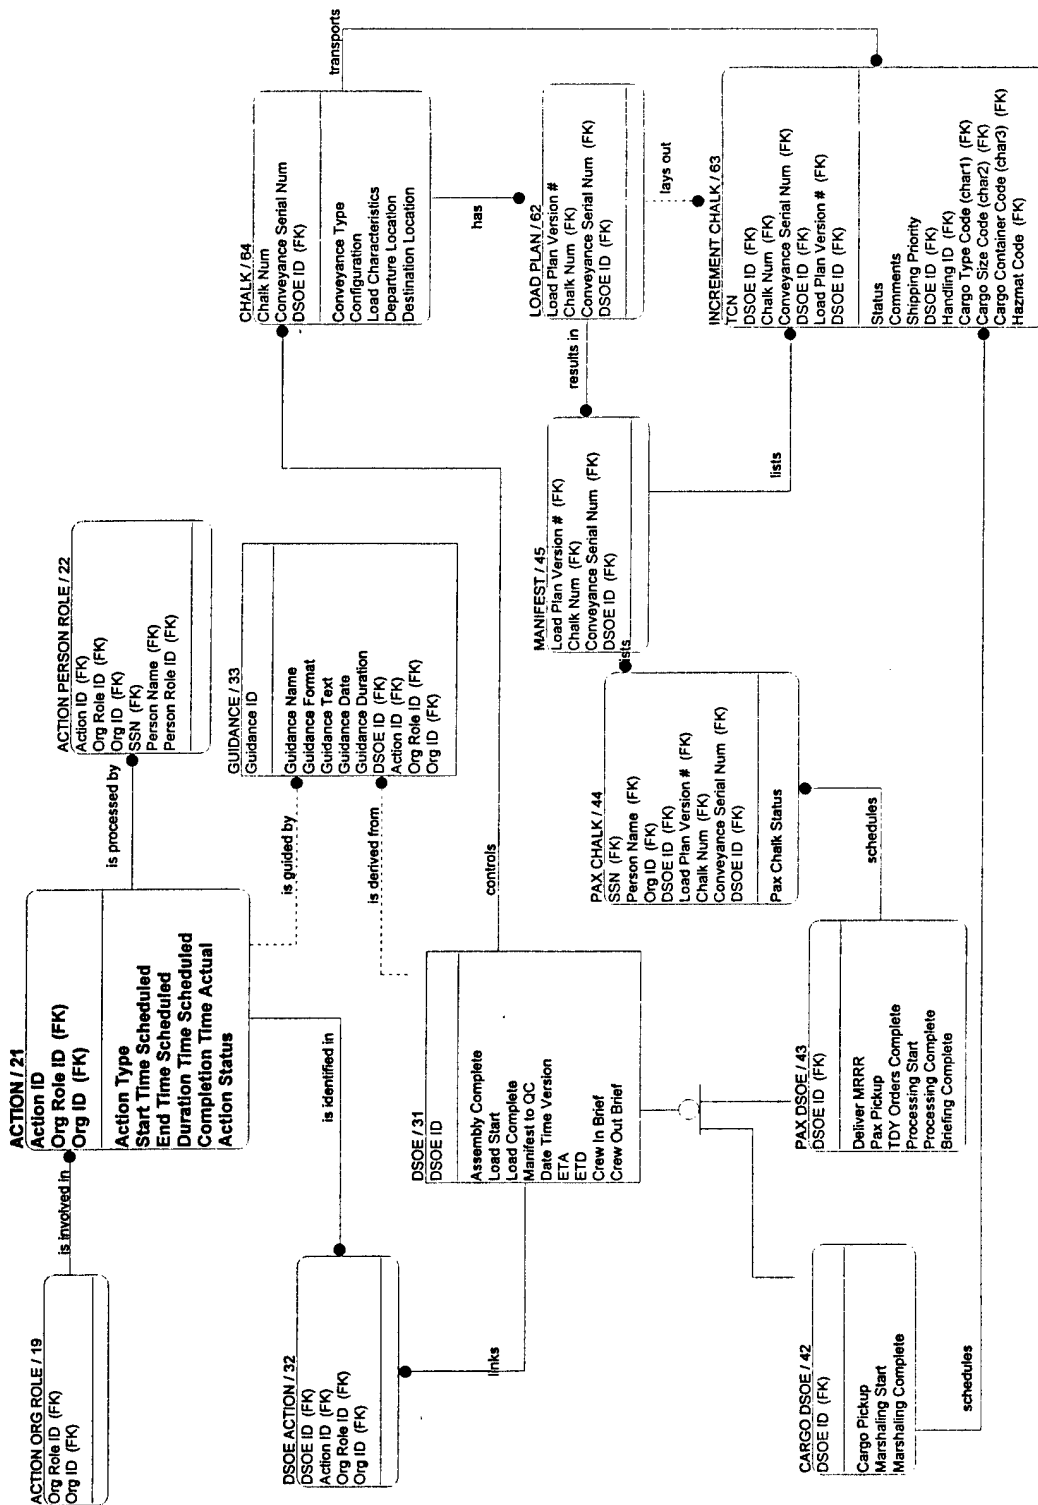 ACTION ORG ROLE / 19
Org Role ID (FK)
Org ID (FK)
is involved in
ACTION / 21
Action ID
Org Role ID (FK)
Org ID (FK)
Action Type
Start Time Scheduled
End Time Scheduled
Duration Time Scheduled
Completion Time Actual
Action Status
is processed by
ACTION PERSON ROLE / 22
Action ID (FK)
Org Role ID (FK)
Org ID (FK)
SSN (FK)
Person Name (FK)
Person Role ID (FK)
is guided by
GUIDANCE / 33
Guidance ID
Guidance Name
Guidance Format
Guidance Text
Guidance Date
Guidance Duration
DSOE ID (FK)
Action ID (FK)
Org Role ID (FK)
Org ID (FK)
is derived from
is identified in
DSOE ACTION / 32
DSOE ID (FK)
Action ID (FK)
Org Role ID (FK)
Org ID (FK)
links
DSOE / 31
DSOE ID
Assembly Complete
Load Start
Load Complete
Manifest to QC
Date Time Version
ETA
ETD
Crew In Brief
Crew Out Brief
controls
CHALK / 64
Chalk Num
Conveyance Serial Num
DSOE ID (FK)
Conveyance Type
Configuration
Load Characteristics
Departure Location
Destination Location
transports
has
LOAD PLAN / 62
Load Plan Version #
Chalk Num (FK)
Conveyance Serial Num (FK)
DSOE ID (FK)
results in
lays out
MANIFEST / 45
Load Plan Version # (FK)
Chalk Num (FK)
Conveyance Serial Num (FK)
DSOE ID (FK)
lists
lists
PAX CHALK / 44
SSN (FK)
Person Name (FK)
Org ID (FK)
DSOE ID (FK)
Load Plan Version # (FK)
Chalk Num (FK)
Conveyance Serial Num (FK)
DSOE ID (FK)
Pax Chalk Status
INCREMENT CHALK / 63
TCN
DSOE ID (FK)
Chalk Num (FK)
Conveyance Serial Num (FK)
DSOE ID (FK)
Load Plan Version # (FK)
DSOE ID (FK)
Status
Comments
Shipping Priority
DSOE ID (FK)
Handling ID (FK)
Cargo Type Code (char1) (FK)
Cargo Size Code (char2) (FK)
Cargo Container Code (char3) (FK)
Hazmat Code (FK)
CARGO DSOE / 42
DSOE ID (FK)
Cargo Pickup
Marshaling Start
Marshaling Complete
schedules
PAX DSOE / 43
DSOE ID (FK)
Deliver MRRR
Pax Pickup
TDY Orders Complete
Processing Start
Processing Complete
Briefing Complete
schedules